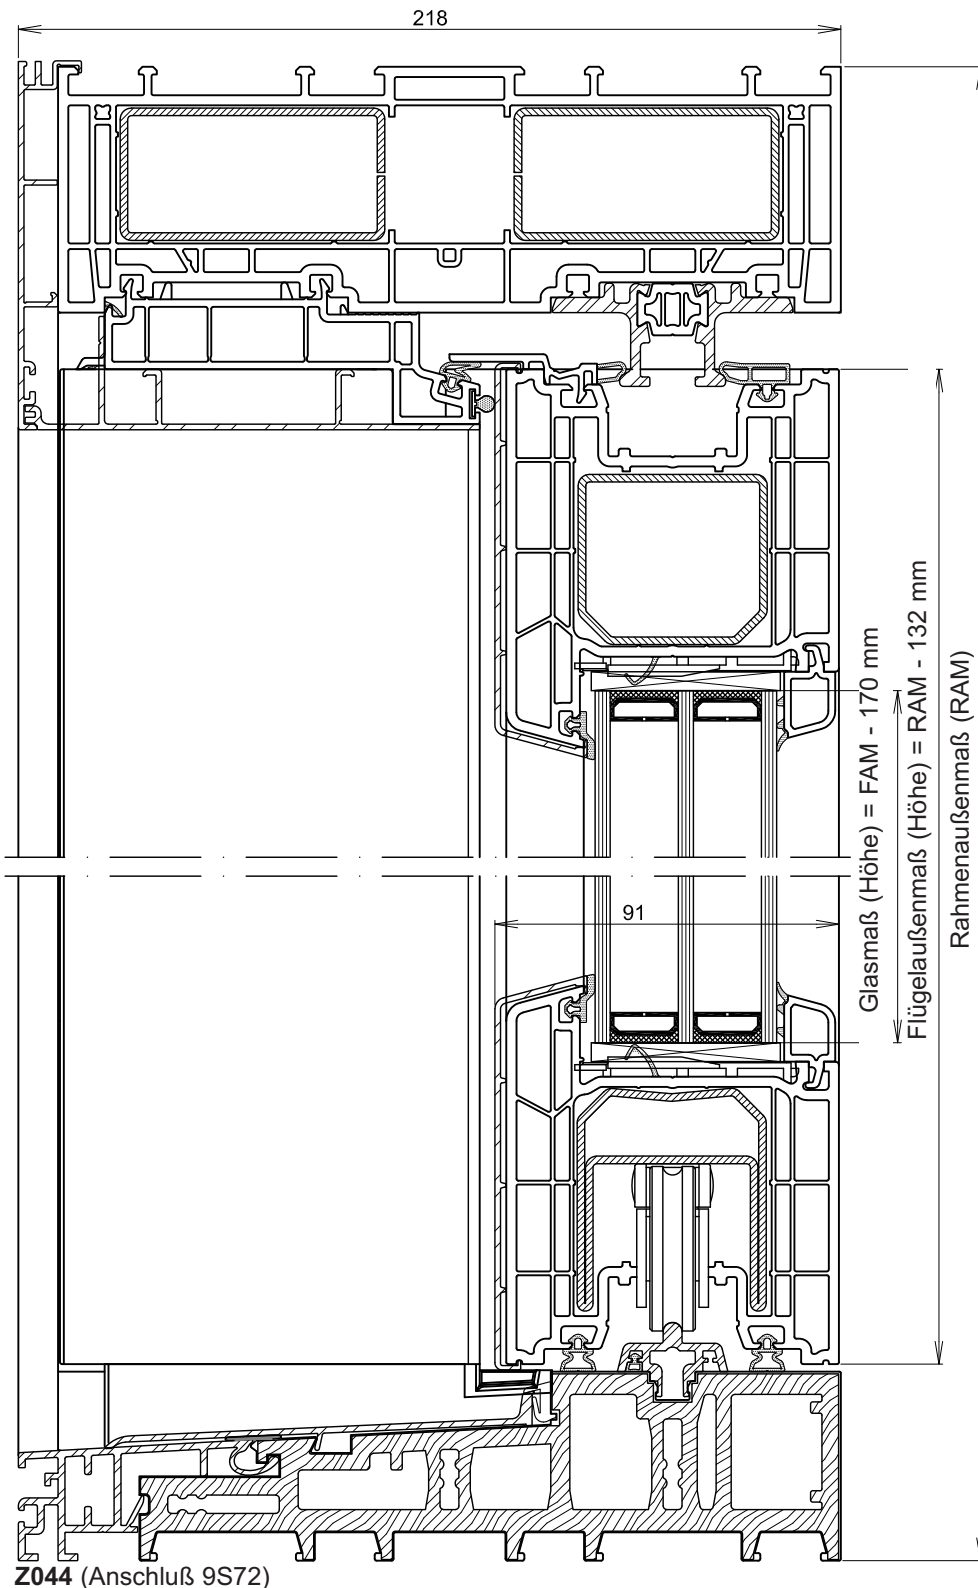 218
91
Glasmaß (Höhe) = FAM - 170 mm
Flügelaußenmaß (Höhe) = RAM - 132 mm
Rahmenaußenmaß (RAM)
Z044 (Anschluß 9S72)